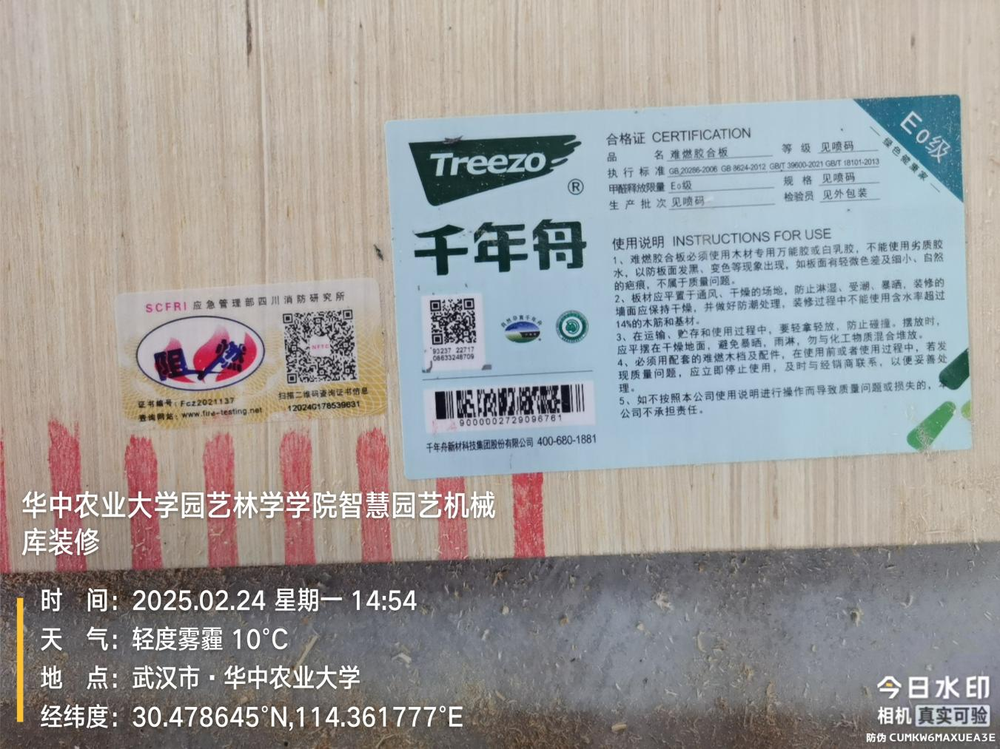 SCFRI 应急管理部四川消防研究所
阻燃
NFTC
证书编号：Fcz2021137
查询网站：www.fire-testing.net
扫描二维码查询证书信息
12024C178539631
Treezo
®
千年舟
93237 22717
08633248709
9000002729096761
千年舟新材科技集团股份有限公司 400-680-1881
合格证 CERTIFICATION
品 名 难燃胶合板 等 级 见喷码
执行标准 GB 20286-2006 GB 8624-2012 GB/T 39600-2021 GB/T 18101-2013
甲醛释放限量 E0级 规 格 见喷码
生产批次 见喷码 检验员 见外包装
E0级
绿色健康家
使用说明 INSTRUCTIONS FOR USE
1、难燃胶合板必须使用木材专用万能胶或白乳胶，不能使用劣质胶
水，以防板面发黑、变色等现象出现，如板面有轻微色差及细小、自然
的疤痕，不属于质量问题。
2、板材应平置于通风、干燥的场地，防止淋湿、受潮、暴晒，装修的
墙面应保持干燥，并做好防潮处理，装修过程中不能使用含水率超过
14%的木筋和基材。
3、在运输、贮存和使用过程中，要轻拿轻放，防止碰撞。摆放时，
应平摆在干燥地面，避免暴晒，雨淋，勿与化工物质混合堆放。
4、必须用配套的难燃木档及配件，在使用前或者使用过程中，若发
现质量问题，应立即停止使用，及时与经销商联系，以便妥善处
理。
5、如不按照本公司使用说明进行操作而导致质量问题或损失的，本
公司不承担责任。
华中农业大学园艺林学学院智慧园艺机械
库装修
时 间：2025.02.24 星期一 14:54
天 气：轻度雾霾 10°C
地 点：武汉市·华中农业大学
经纬度：30.478645°N,114.361777°E
今日水印
相机 真实可验
防伪 CUMKW6MAXUEA3E